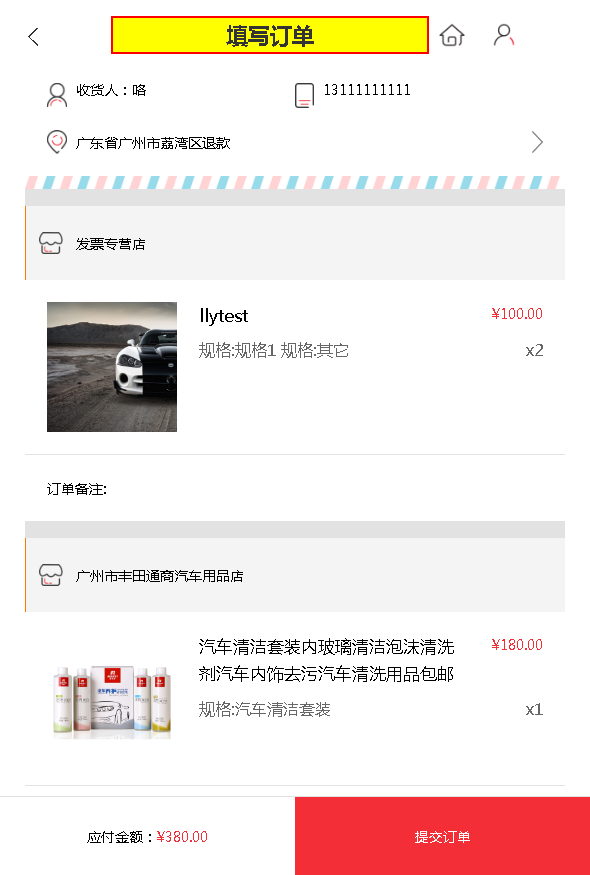 填写订单
收货人：咯
13111111111
广东省广州市荔湾区退款
发票专营店
llytest
¥100.00
规格:规格1 规格:其它
x2
订单备注:
广州市丰田通商汽车用品店
汽车清洁套装内玻璃清洁泡沫清洗
¥180.00
剂汽车内饰去污汽车清洗用品包邮
规格:汽车清洁套装
x1
应付金额：¥380.00
提交订单